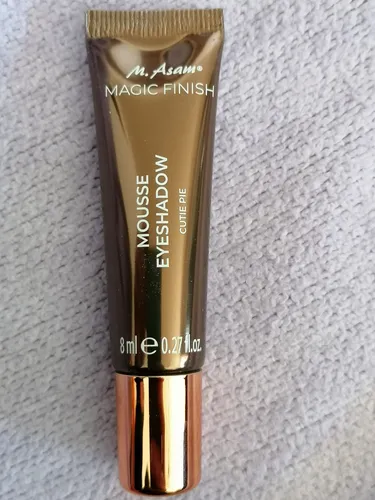 M. Asam®
MAGIC FINISH
MOUSSE
EYESHADOW
CUTIE PIE
8 ml e 0.27 fl.oz.